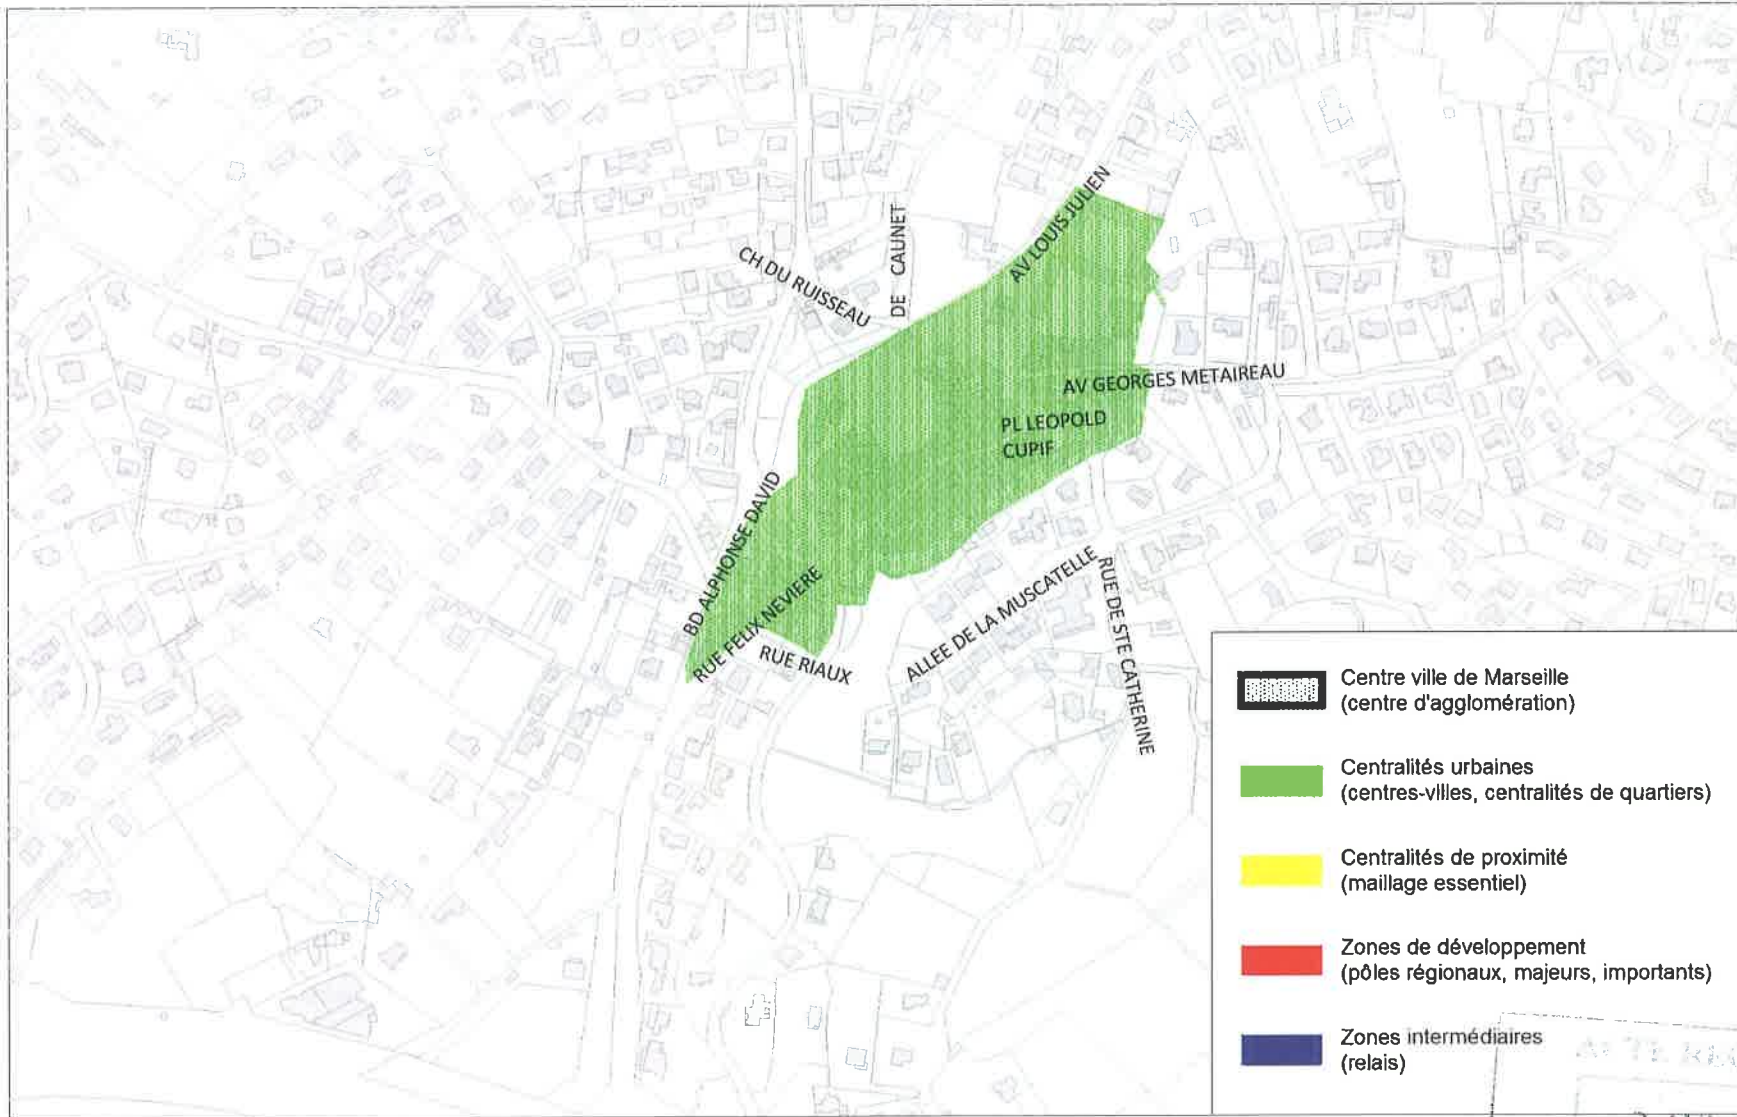 AV LOUIS JULIEN
DE CAUNET
CH DU RUISSEAU
AV GEORGES METAIREAU
PL LEOPOLD
CUPIF
BD ALPHONSE DAVID
RUE FELIX NEVIERE
RUE RIAUX
ALLEE DE LA MUSCATELLE
RUE DE STE CATHERINE
Centre ville de Marseille
(centre d'agglomération)
Centralités urbaines
(centres-villes, centralités de quartiers)
Centralités de proximité
(maillage essentiel)
Zones de développement
(pôles régionaux, majeurs, importants)
Zones intermédiaires
(relais)